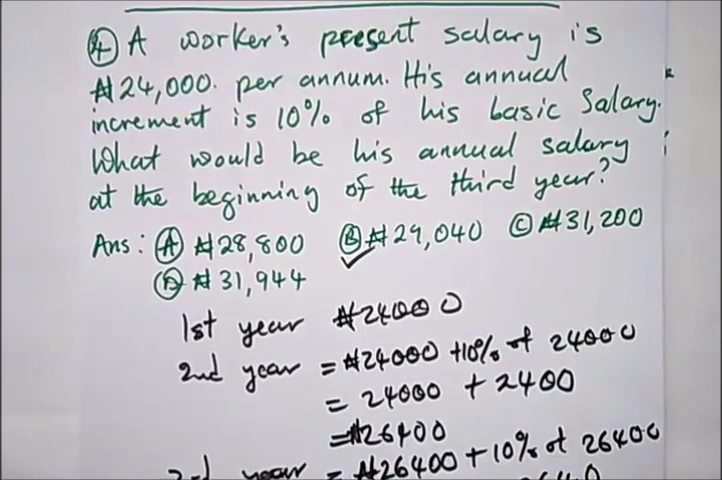 ④ A worker's present salary is
₦24,000. per annum. His annual
increment is 10% of his basic Salary.
What would be his annual salary
at the beginning of the third year?
Ans: Ⓐ ₦28,800 Ⓑ ₦29,040 Ⓒ ₦31,200
Ⓓ ₦31,944
1st year ₦24000
2nd year = ₦24000 +10% of 24000
= 24000 + 2400
=₦26400
year = ₦26400 + 10% of 26400